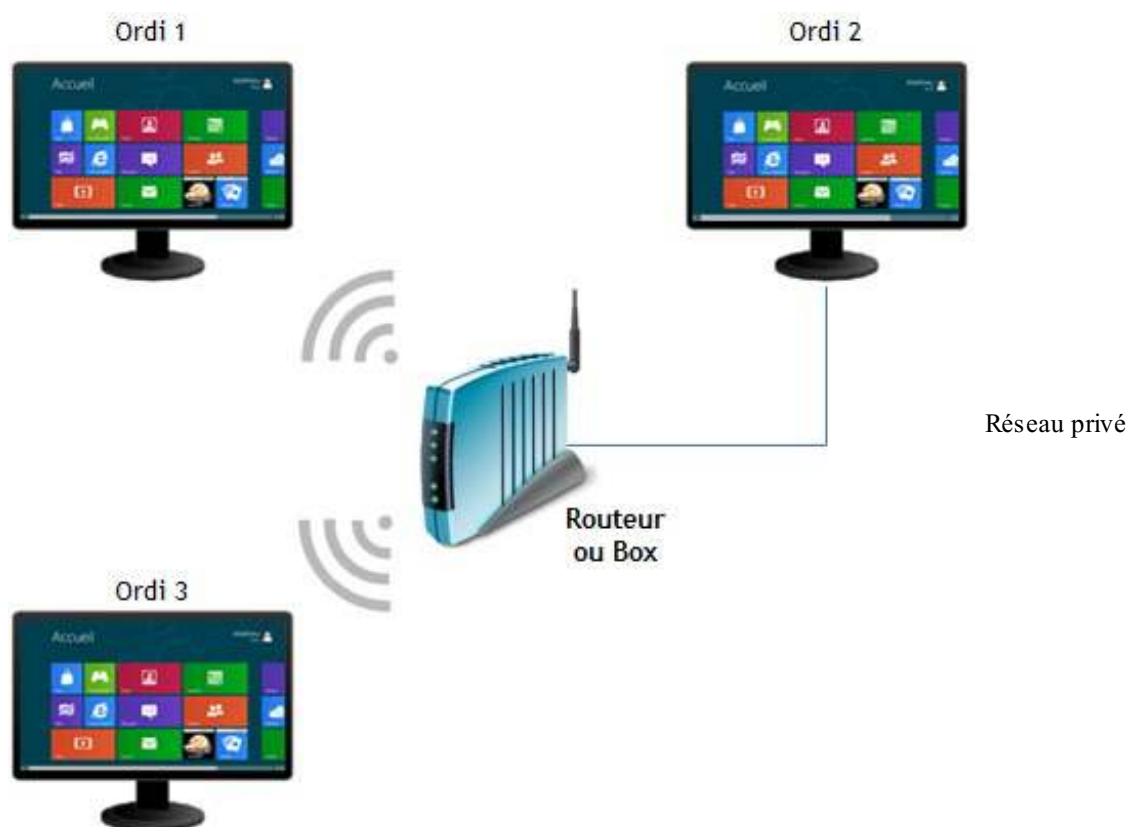 Ordi 1
Ordi 2
Accueil
Accueil
Réseau privé
Routeur
ou Box
Ordi 3
Accueil